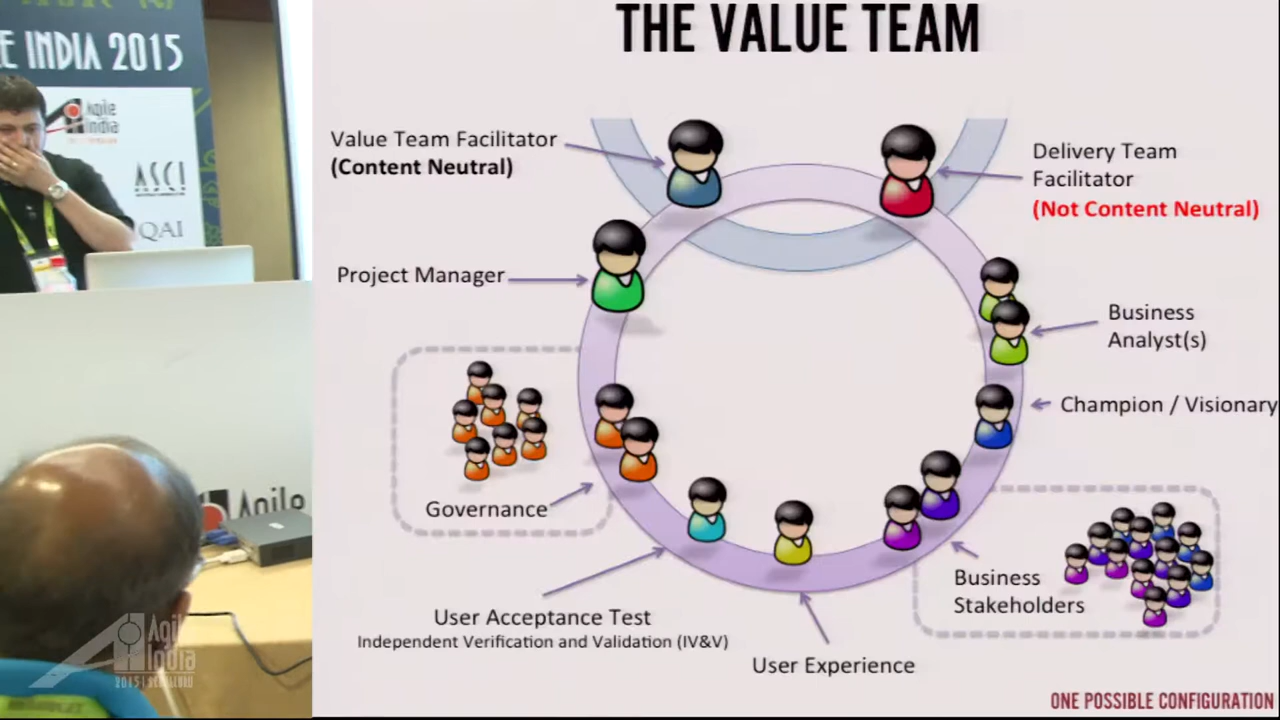 E INDIA 2015
Agile
India
ASCI
QAI
Agile
Agi
India
2015 | BENGALURU
THE VALUE TEAM
Value Team Facilitator
(Content Neutral)
Delivery Team
Facilitator
(Not Content Neutral)
Project Manager
Business
Analyst(s)
Champion / Visionary
Governance
Business
Stakeholders
User Acceptance Test
Independent Verification and Validation (IV&V)
User Experience
ONE POSSIBLE CONFIGURATION